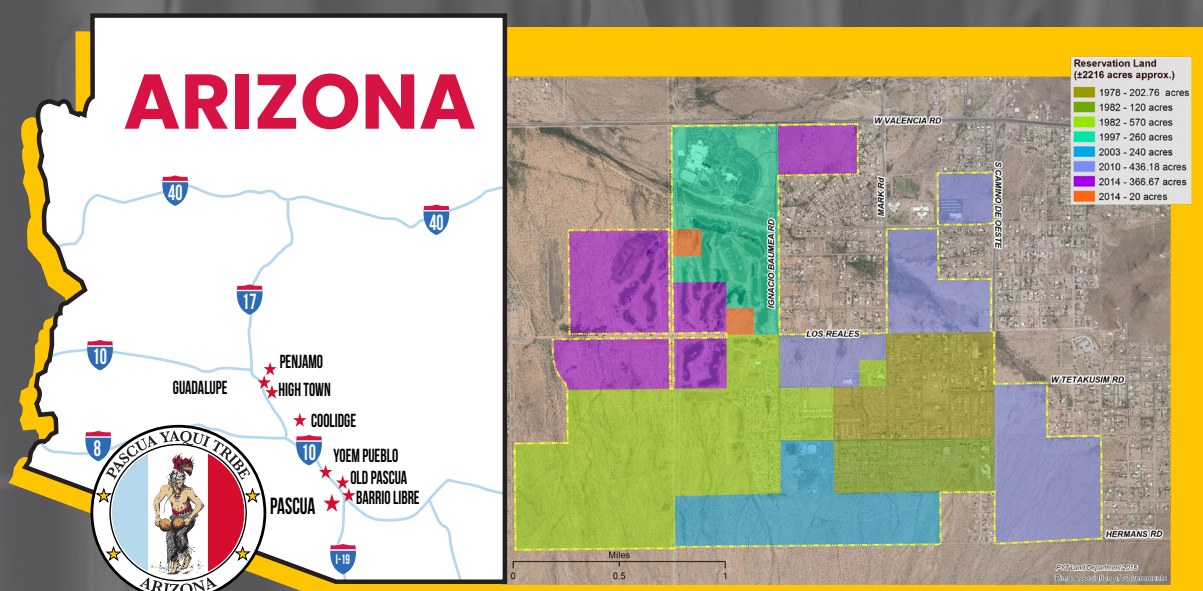 ARIZONA
40
40
17
10
PENJAMO
GUADALUPE
HIGH TOWN
COOLIDGE
8
10
YOEM PUEBLO
OLD PASCUA
BARRIO LIBRE
PASCUA
I-19
PASCUA YAQUI TRIBE
ARIZONA
Reservation Land
(±2216 acres approx.)
1978 - 202.76 acres
1982 - 120 acres
1982 - 570 acres
1997 - 260 acres
2003 - 240 acres
2010 - 436.18 acres
2014 - 366.67 acres
2014 - 20 acres
W VALENCIA RD
MARK Rd
S CAMINO DE OESTE
IGNACIO BAUMEA RD
LOS REALES
W TETAKUSIM RD
HERMANS RD
Miles
0 0.5 1
PYT Land Department 2016
Pima Association of Governments